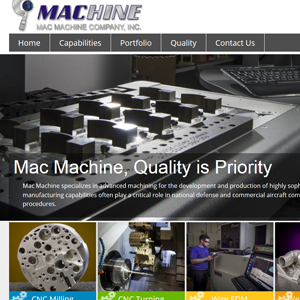 MACHINE
MAC MACHINE COMPANY, INC.
Home Capabilities Portfolio Quality Contact Us
Mac Machine, Quality is Priority
Mac Machine specializes in advanced machining for the development and production of highly soph
manufacturing capabilities often play a critical role in national defense and commercial aircraft com
procedures.
CNC Milling CNC Turning Wire EDM